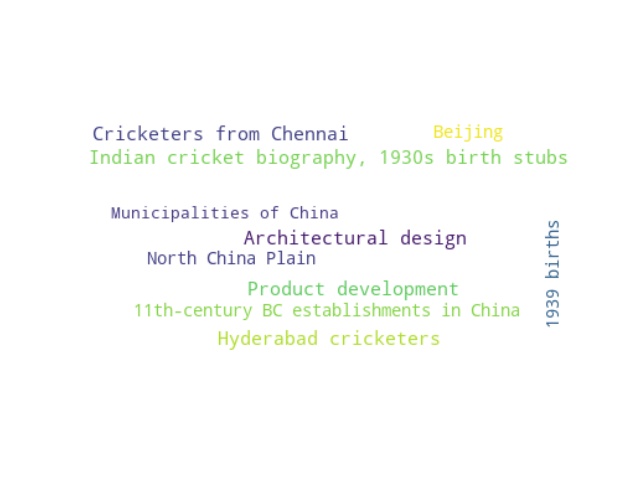 Cricketers from Chennai
Beijing
Indian cricket biography, 1930s birth stubs
Municipalities of China
Architectural design
North China Plain
1939 births
Product development
11th-century BC establishments in China
Hyderabad cricketers